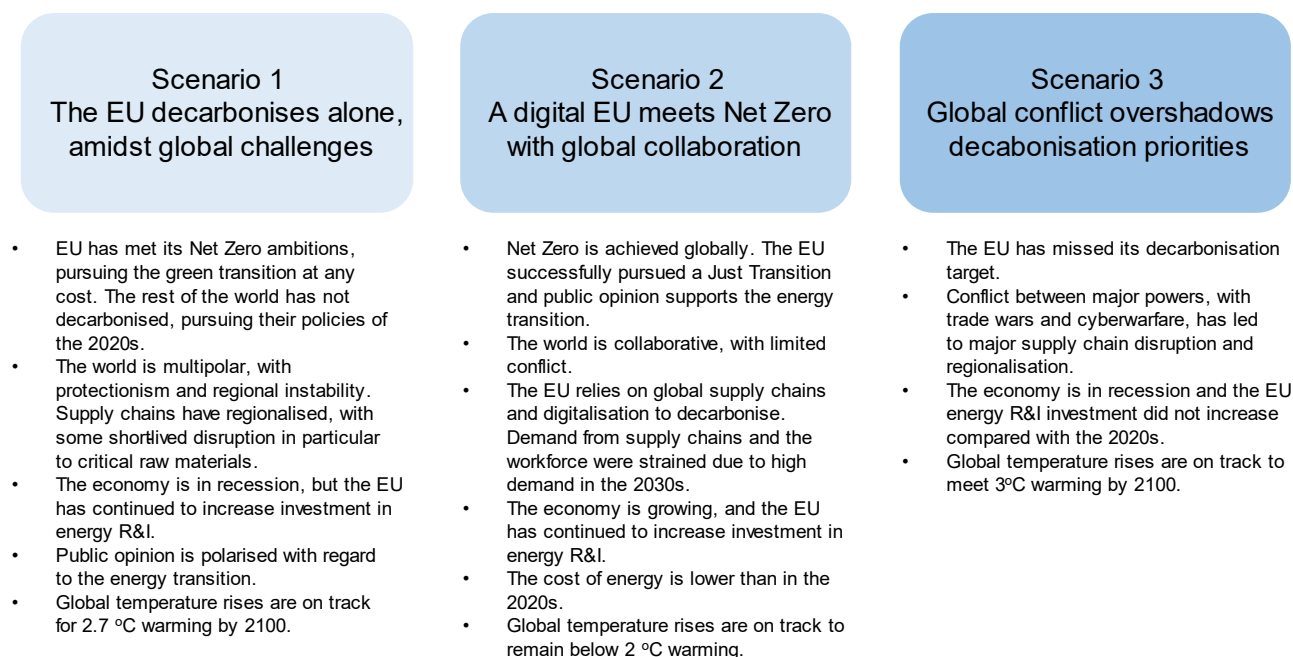 Scenario 1
The EU decarbonises alone,
amidst global challenges
• EU has met its Net Zero ambitions,
pursuing the green transition at any
cost. The rest of the world has not
decarbonised, pursuing their policies of
the 2020s.
• The world is multipolar, with
protectionism and regional instability.
Supply chains have regionalised, with
some short-lived disruption in particular
to critical raw materials.
• The economy is in recession, but the EU
has continued to increase investment in
energy R&I.
• Public opinion is polarised with regard
to the energy transition.
• Global temperature rises are on track
for 2.7 ºC warming by 2100.
Scenario 2
A digital EU meets Net Zero
with global collaboration
• Net Zero is achieved globally. The EU
successfully pursued a Just Transition
and public opinion supports the energy
transition.
• The world is collaborative, with limited
conflict.
• The EU relies on global supply chains
and digitalisation to decarbonise.
Demand from supply chains and the
workforce were strained due to high
demand in the 2030s.
• The economy is growing, and the EU
has continued to increase investment in
energy R&I.
• The cost of energy is lower than in the
2020s.
• Global temperature rises are on track to
remain below 2 ºC warming.
Scenario 3
Global conflict overshadows
decabonisation priorities
• The EU has missed its decarbonisation
target.
• Conflict between major powers, with
trade wars and cyberwarfare, has led
to major supply chain disruption and
regionalisation.
• The economy is in recession and the EU
energy R&I investment did not increase
compared with the 2020s.
• Global temperature rises are on track to
meet 3ºC warming by 2100.